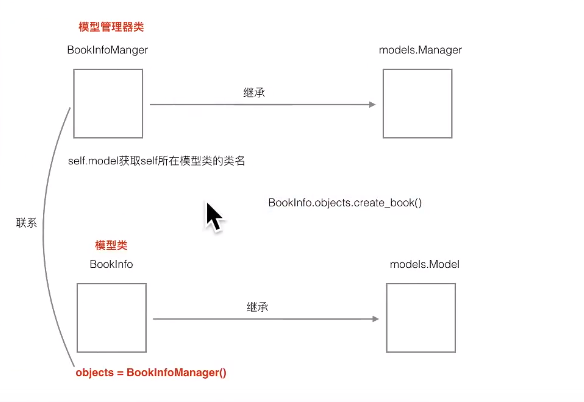 模型管理器类
BookInfoManger
models.Manager
继承
self.model获取self所在模型类的类名
BookInfo.objects.create_book()
联系
模型类
BookInfo
models.Model
继承
objects = BookInfoManager()